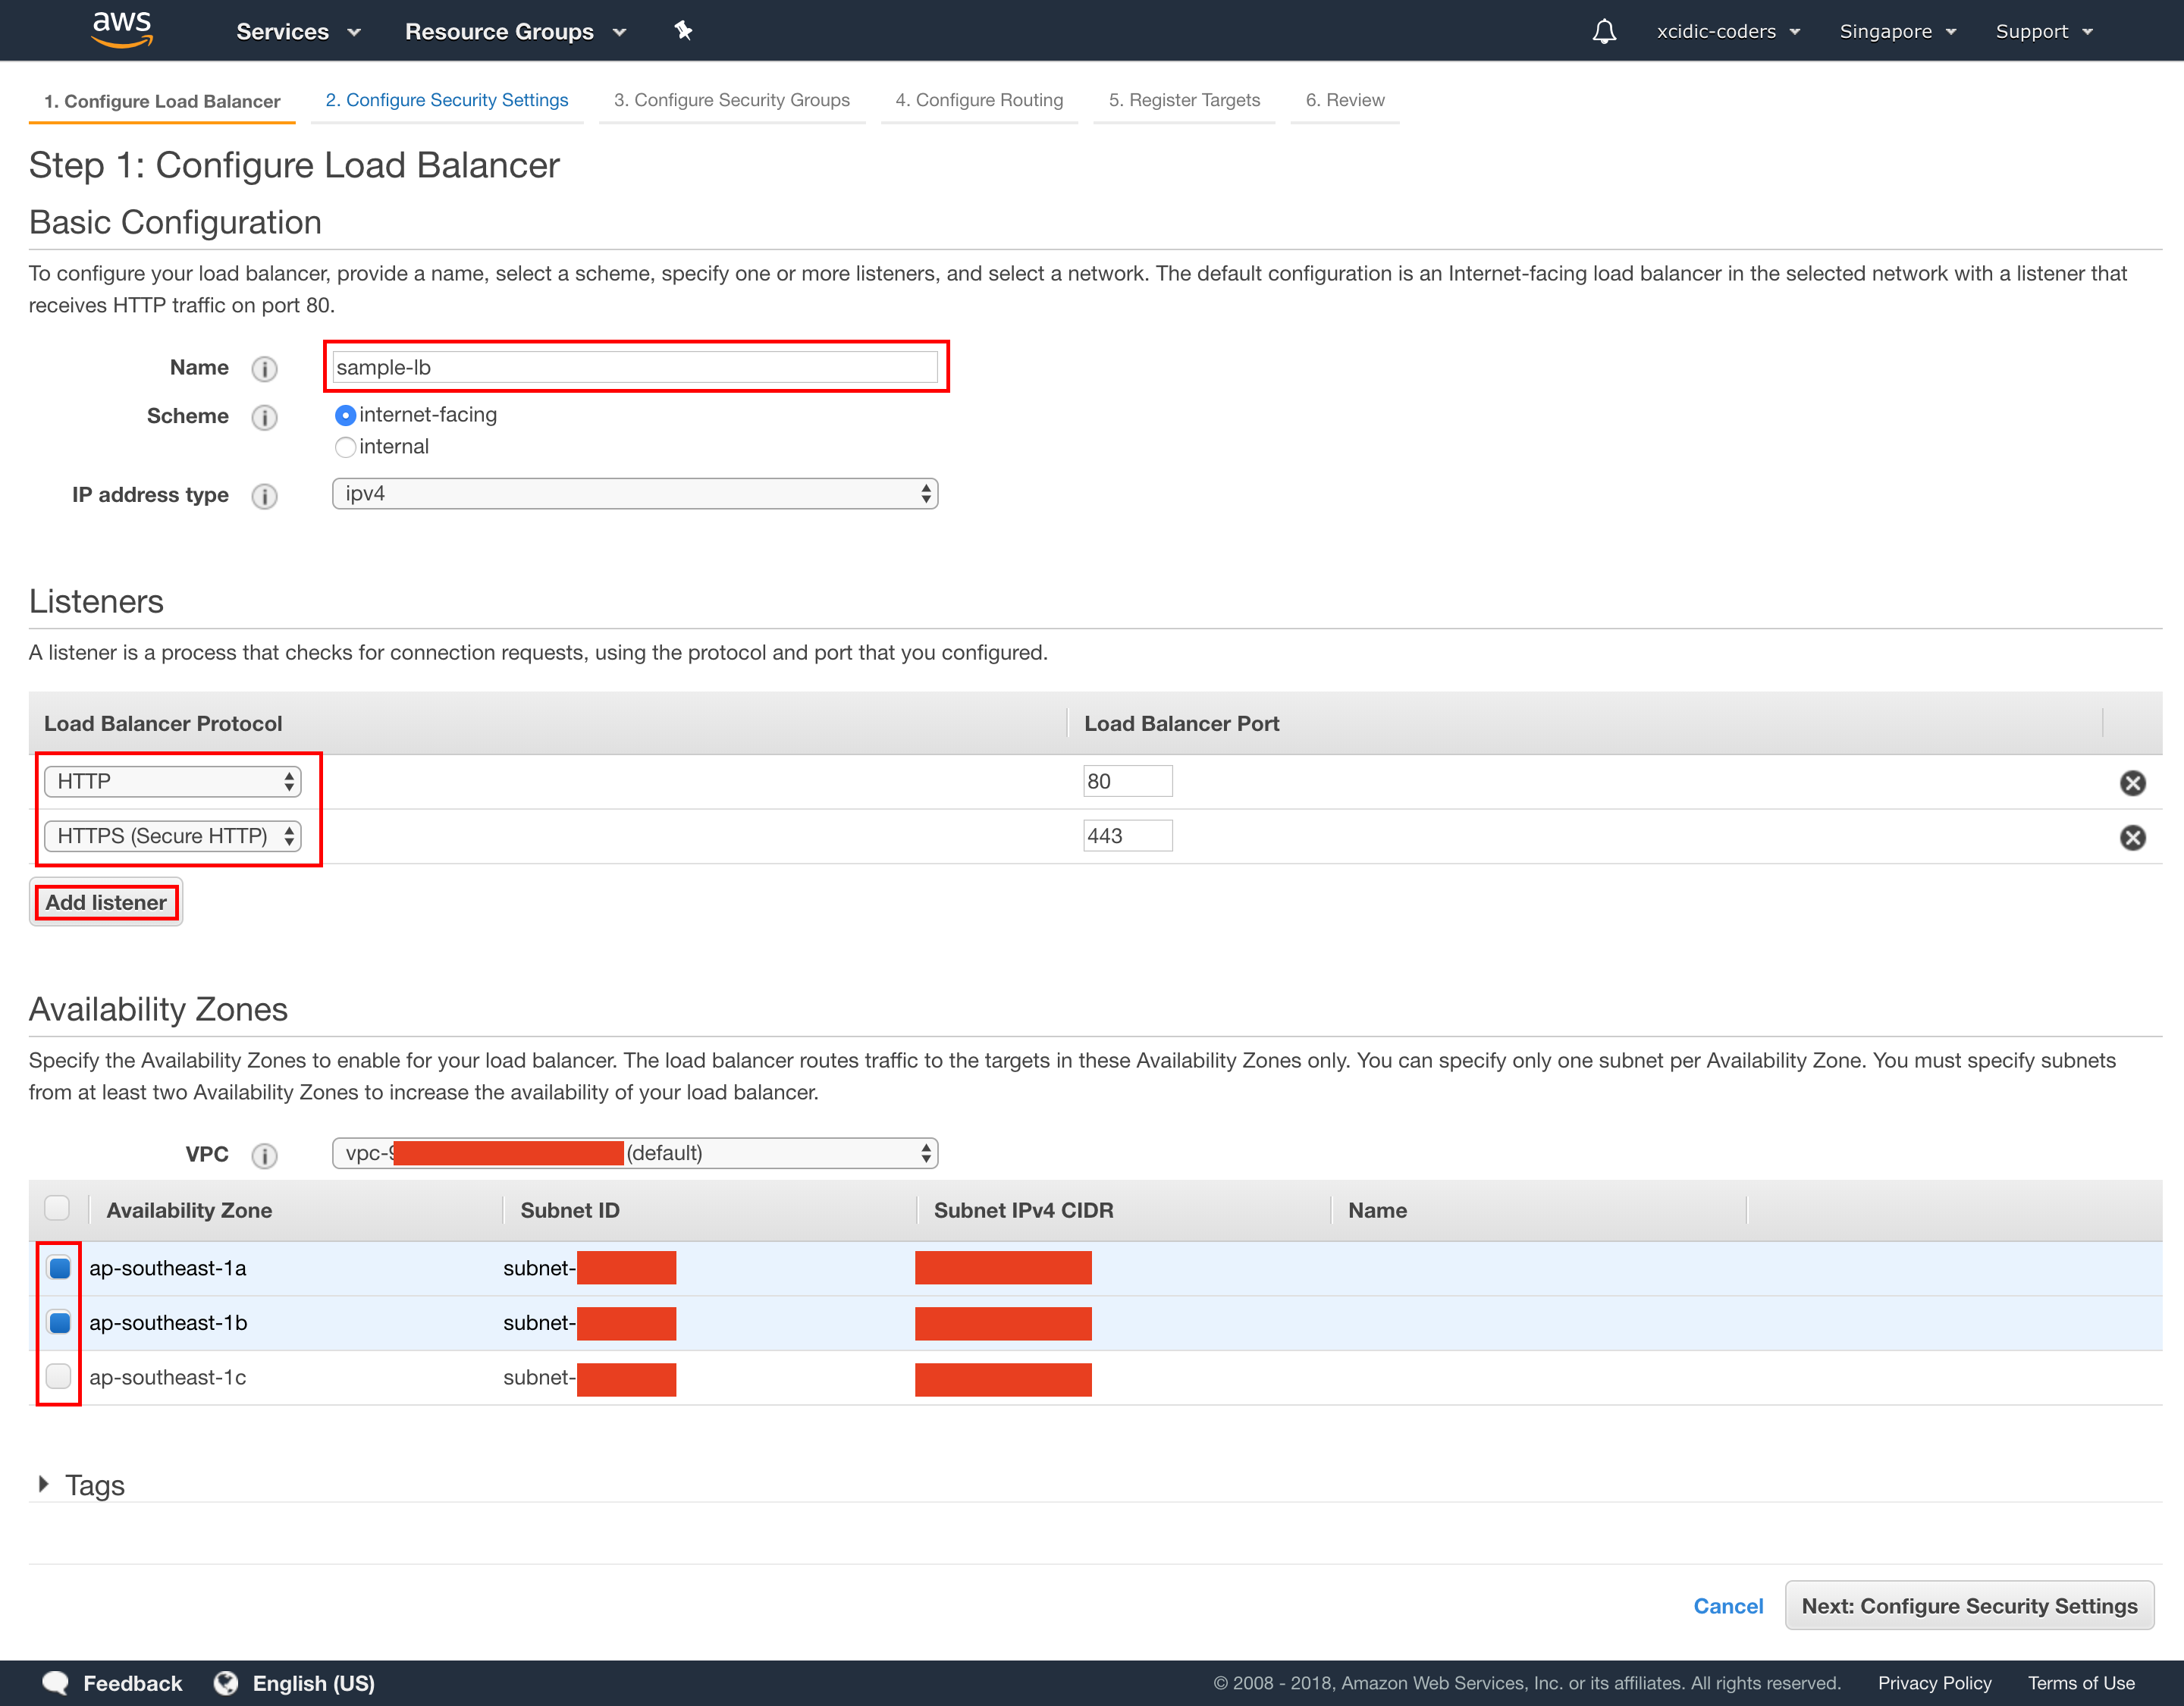 aws Services Resource Groups xcidic-coders Singapore Support
1. Configure Load Balancer 2. Configure Security Settings 3. Configure Security Groups 4. Configure Routing 5. Register Targets 6. Review
Step 1: Configure Load Balancer
Basic Configuration
To configure your load balancer, provide a name, select a scheme, specify one or more listeners, and select a network. The default configuration is an Internet-facing load balancer in the selected network with a listener that
receives HTTP traffic on port 80.
Name i sample-lb
Scheme i internet-facing
internal
IP address type i ipv4
Listeners
A listener is a process that checks for connection requests, using the protocol and port that you configured.
Load Balancer Protocol Load Balancer Port
HTTP 80
HTTPS (Secure HTTP) 443
Add listener
Availability Zones
Specify the Availability Zones to enable for your load balancer. The load balancer routes traffic to the targets in these Availability Zones only. You can specify only one subnet per Availability Zone. You must specify subnets
from at least two Availability Zones to increase the availability of your load balancer.
VPC i vpc-9 (default)
Availability Zone Subnet ID Subnet IPv4 CIDR Name
ap-southeast-1a subnet-
ap-southeast-1b subnet-
ap-southeast-1c subnet-
Tags
Cancel Next: Configure Security Settings
Feedback English (US) © 2008 - 2018, Amazon Web Services, Inc. or its affiliates. All rights reserved. Privacy Policy Terms of Use